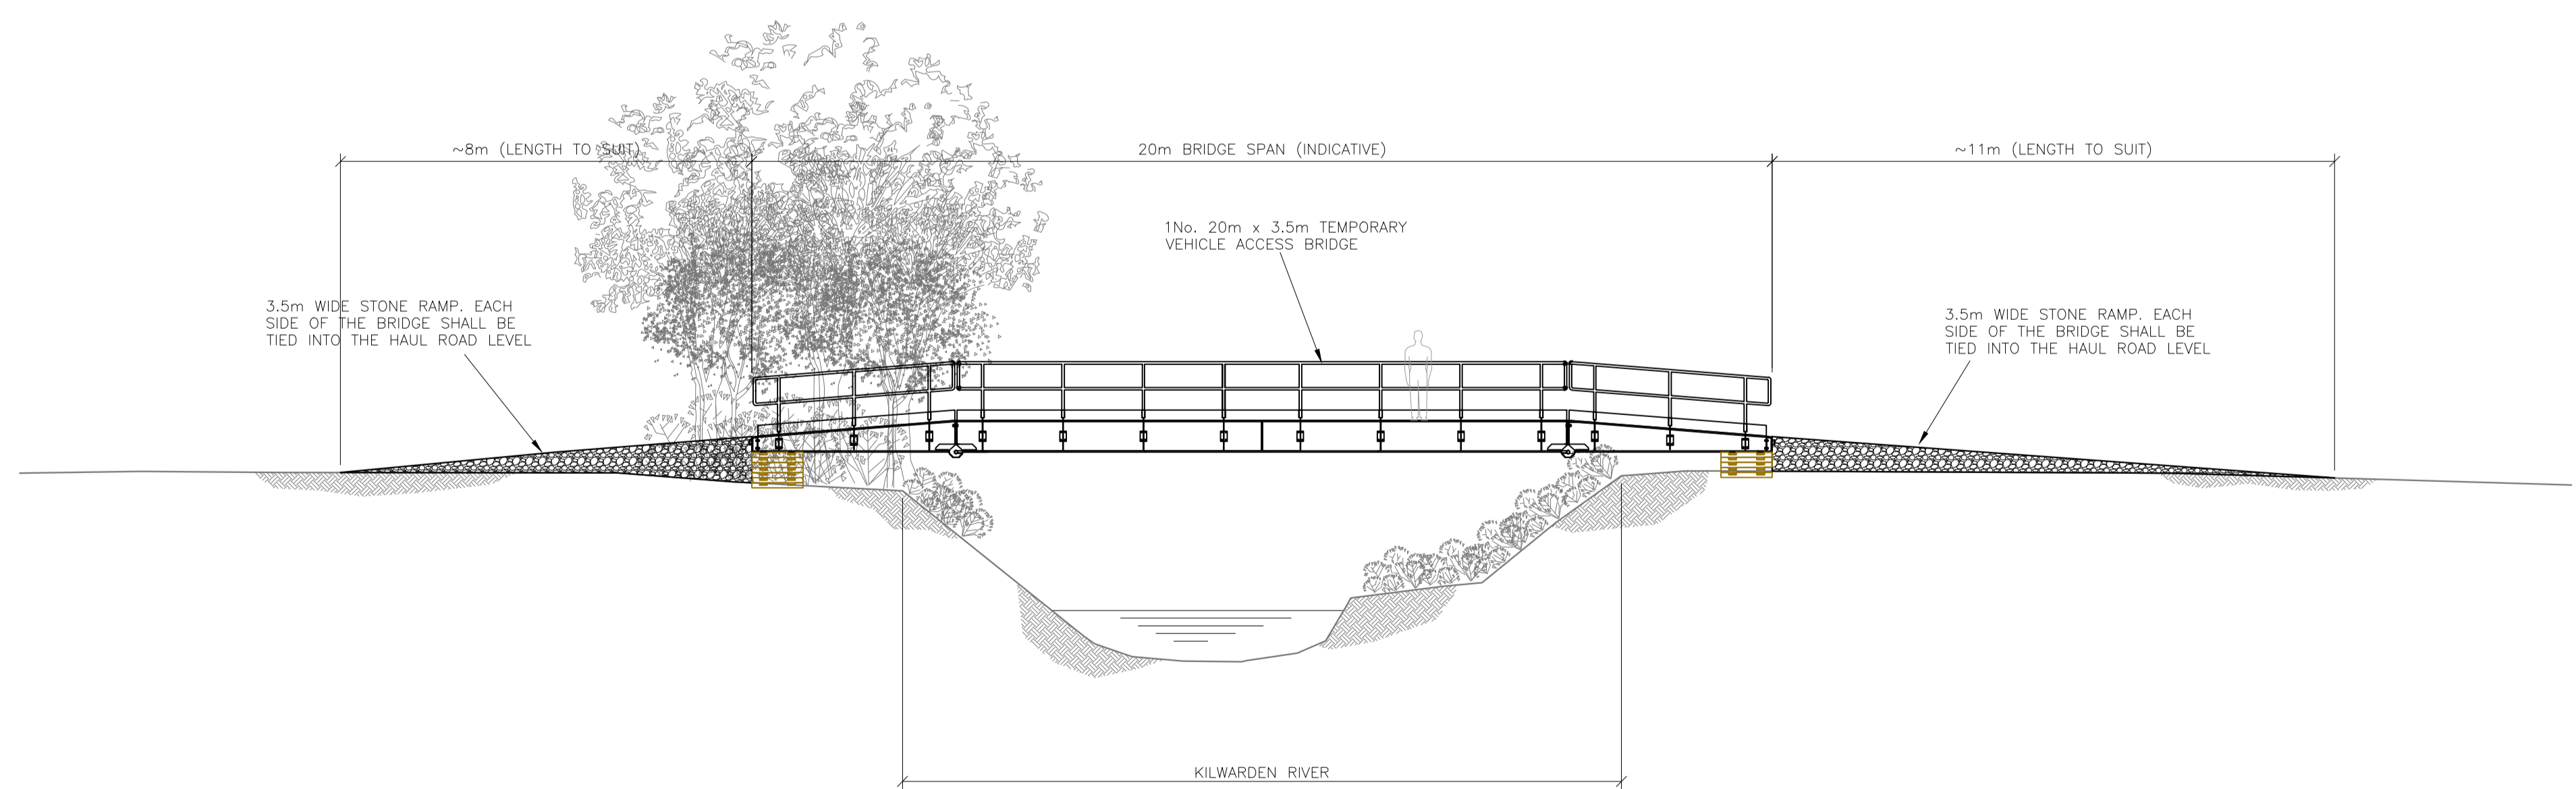 ~8m (LENGTH TO SUIT)
20m BRIDGE SPAN (INDICATIVE)
~11m (LENGTH TO SUIT)
1No. 20m x 3.5m TEMPORARY
VEHICLE ACCESS BRIDGE
3.5m WIDE STONE RAMP. EACH
SIDE OF THE BRIDGE SHALL BE
TIED INTO THE HAUL ROAD LEVEL
3.5m WIDE STONE RAMP. EACH
SIDE OF THE BRIDGE SHALL BE
TIED INTO THE HAUL ROAD LEVEL
KILWARDEN RIVER